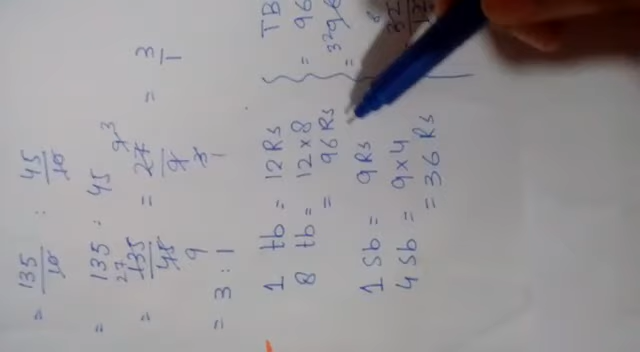 = 135/10 : 45/10
= 135 : 45
= 135/45 = 27/9 = 3/1
= 3 : 1
1 tb = 12 Rs
8 tb = 12 × 8
= 96 Rs
1 Sb = 9 Rs
4 Sb = 9 × 4
= 36 Rs
TB
= 96
=